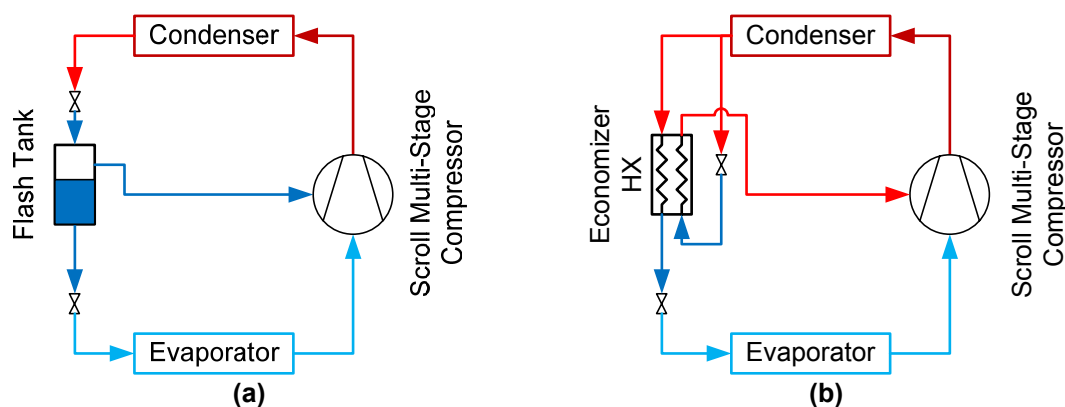 Condenser
Flash Tank
Scroll Multi-Stage
Compressor
Evaporator
(a)
Condenser
Economizer
HX
Scroll Multi-Stage
Compressor
Evaporator
(b)